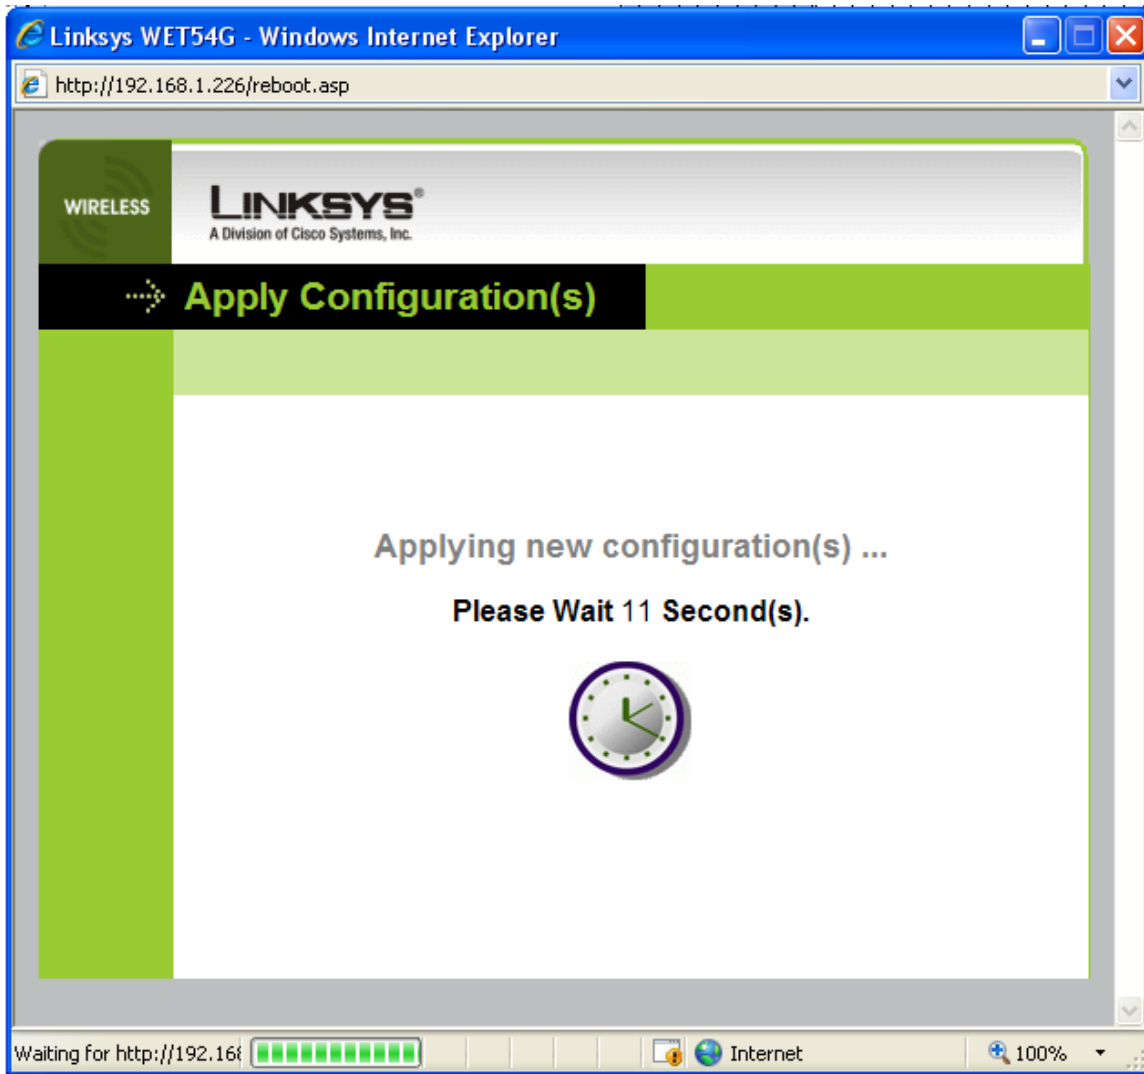 Linksys WET54G - Windows Internet Explorer
http://192.168.1.226/reboot.asp
WIRELESS
LINKSYS®
A Division of Cisco Systems, Inc.
Apply Configuration(s)
Applying new configuration(s) ...
Please Wait 11 Second(s).
Waiting for http://192.168 Internet 100%